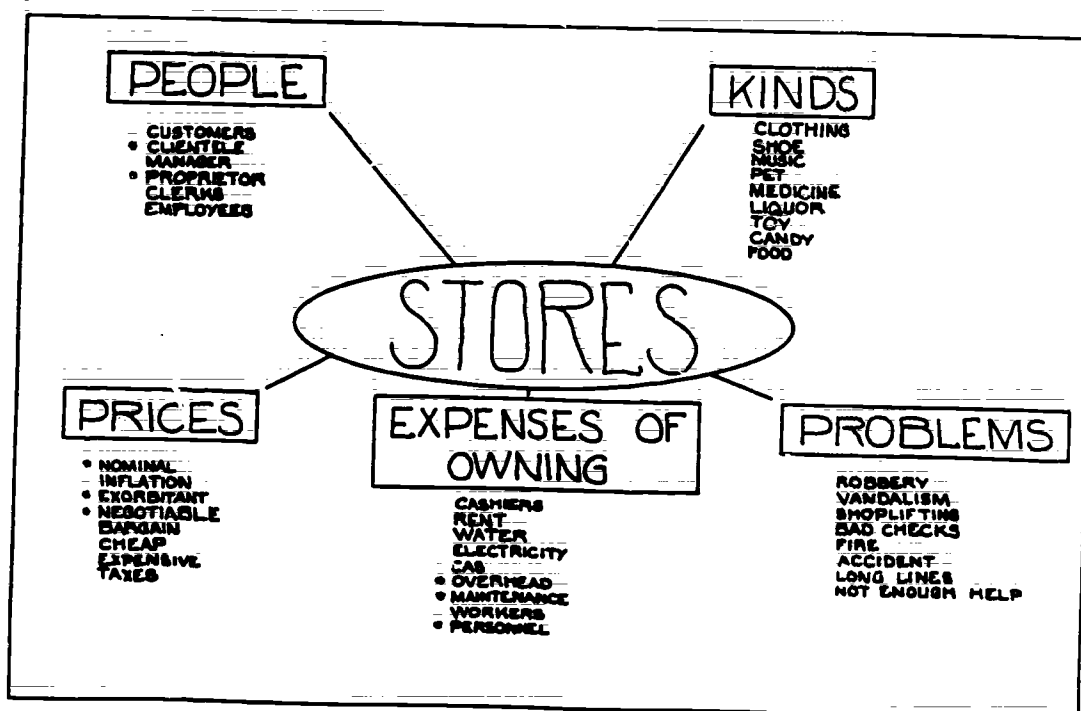 PEOPLE
CUSTOMERS
• CLIENTELE
MANAGER
• PROPRIETOR
CLERKS
EMPLOYEES
KINDS
CLOTHING
SHOE
MUSIC
PET
MEDICINE
LIQUOR
TOY
CANDY
FOOD
STORES
PRICES
• NOMINAL
INFLATION
• EXORBITANT
• NEGOTIABLE
BARGAIN
CHEAP
EXPENSIVE
TAXES
EXPENSES OF
OWNING
CASHIERS
RENT
WATER
ELECTRICITY
GAS
• OVERHEAD
• MAINTENANCE
WORKERS
• PERSONNEL
PROBLEMS
ROBBERY
VANDALISM
SHOPLIFTING
BAD CHECKS
FIRE
ACCIDENT
LONG LINES
NOT ENOUGH HELP